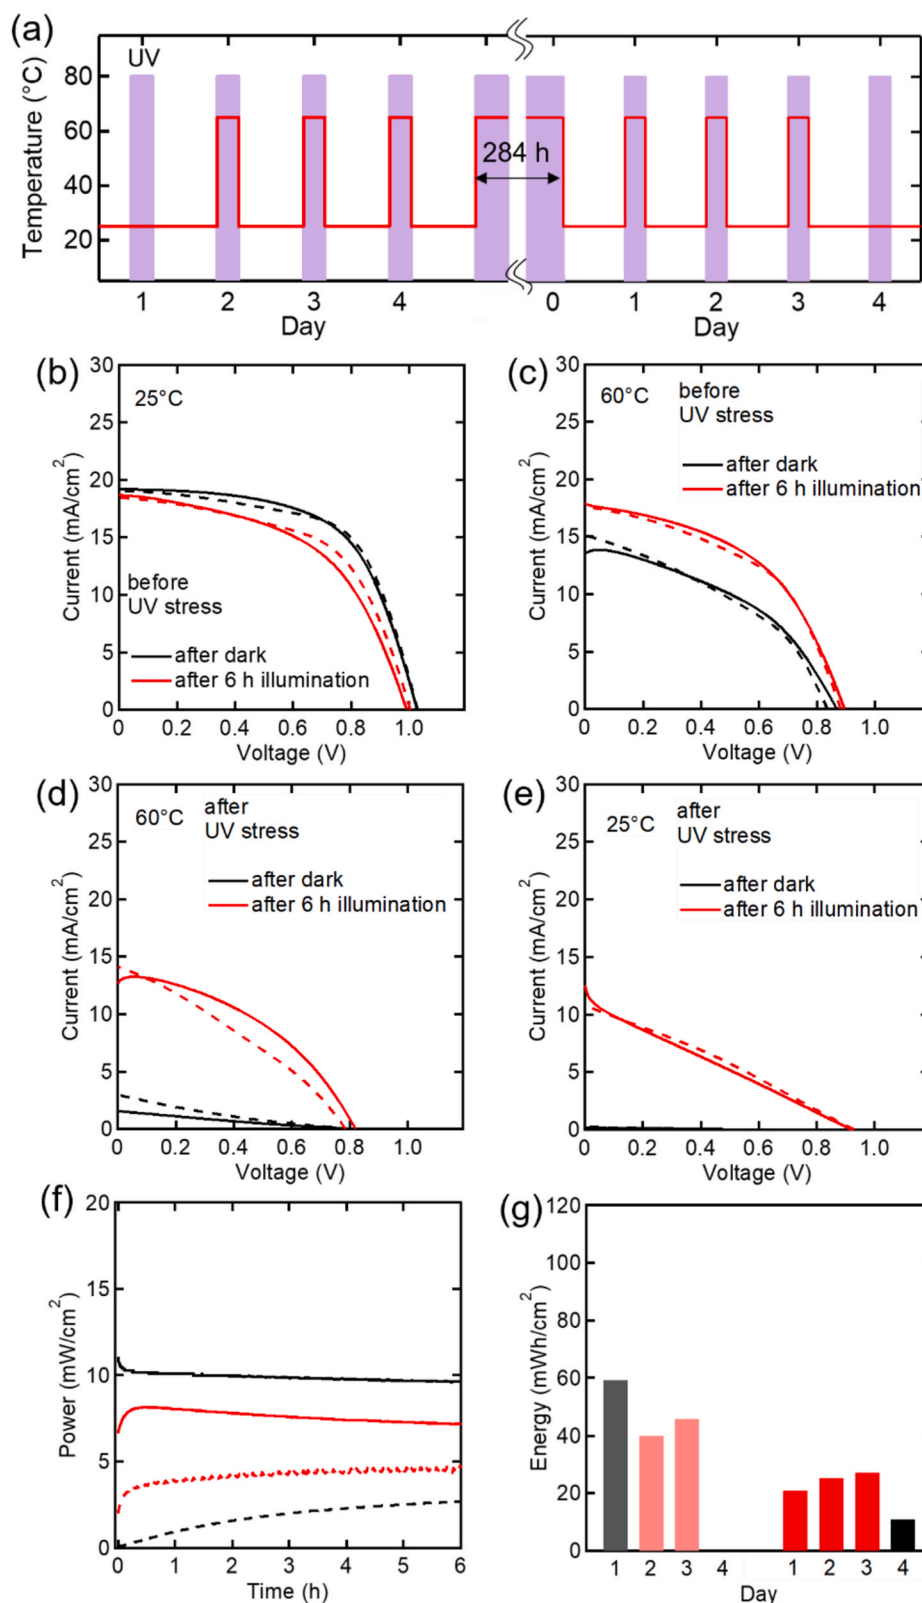 (a)
UV
Temperature (°C)
80
60
40
20
284 h
1 2 3 4 0 1 2 3 4
Day Day
(b)
25°C
Current (mA/cm²)
30
25
20
15
10
5
0
before
UV stress
after dark
after 6 h illumination
0 0.2 0.4 0.6 0.8 1.0
Voltage (V)
(c)
60°C
before
UV stress
after dark
after 6 h illumination
Current (mA/cm²)
30
25
20
15
10
5
0
0 0.2 0.4 0.6 0.8 1.0
Voltage (V)
(d)
60°C
after
UV stress
after dark
after 6 h illumination
Current (mA/cm²)
30
25
20
15
10
5
0
0 0.2 0.4 0.6 0.8 1.0
Voltage (V)
(e)
25°C
after
UV stress
after dark
after 6 h illumination
Current (mA/cm²)
30
25
20
15
10
5
0
0 0.2 0.4 0.6 0.8 1.0
Voltage (V)
(f)
Power (mW/cm²)
20
15
10
5
0
0 1 2 3 4 5 6
Time (h)
(g)
Energy (mWh/cm²)
120
100
80
60
40
20
0
1 2 3 4 1 2 3 4
Day